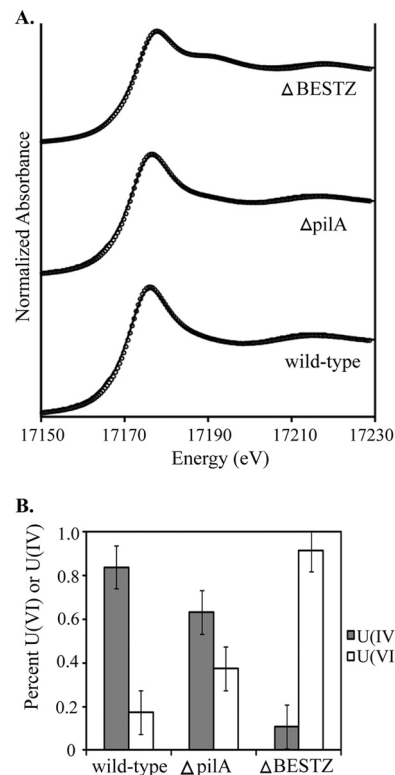 A.
Normalized Absorbance
Δ BESTZ
ΔpilA
wild-type
17150 17170 17190 17210 17230
Energy (eV)
B.
Percent U(VI) or U(IV)
1.0
0.8
0.6
0.4
0.2
0
U(IV
U(VI
wild-type ΔpilA ΔBESTZ